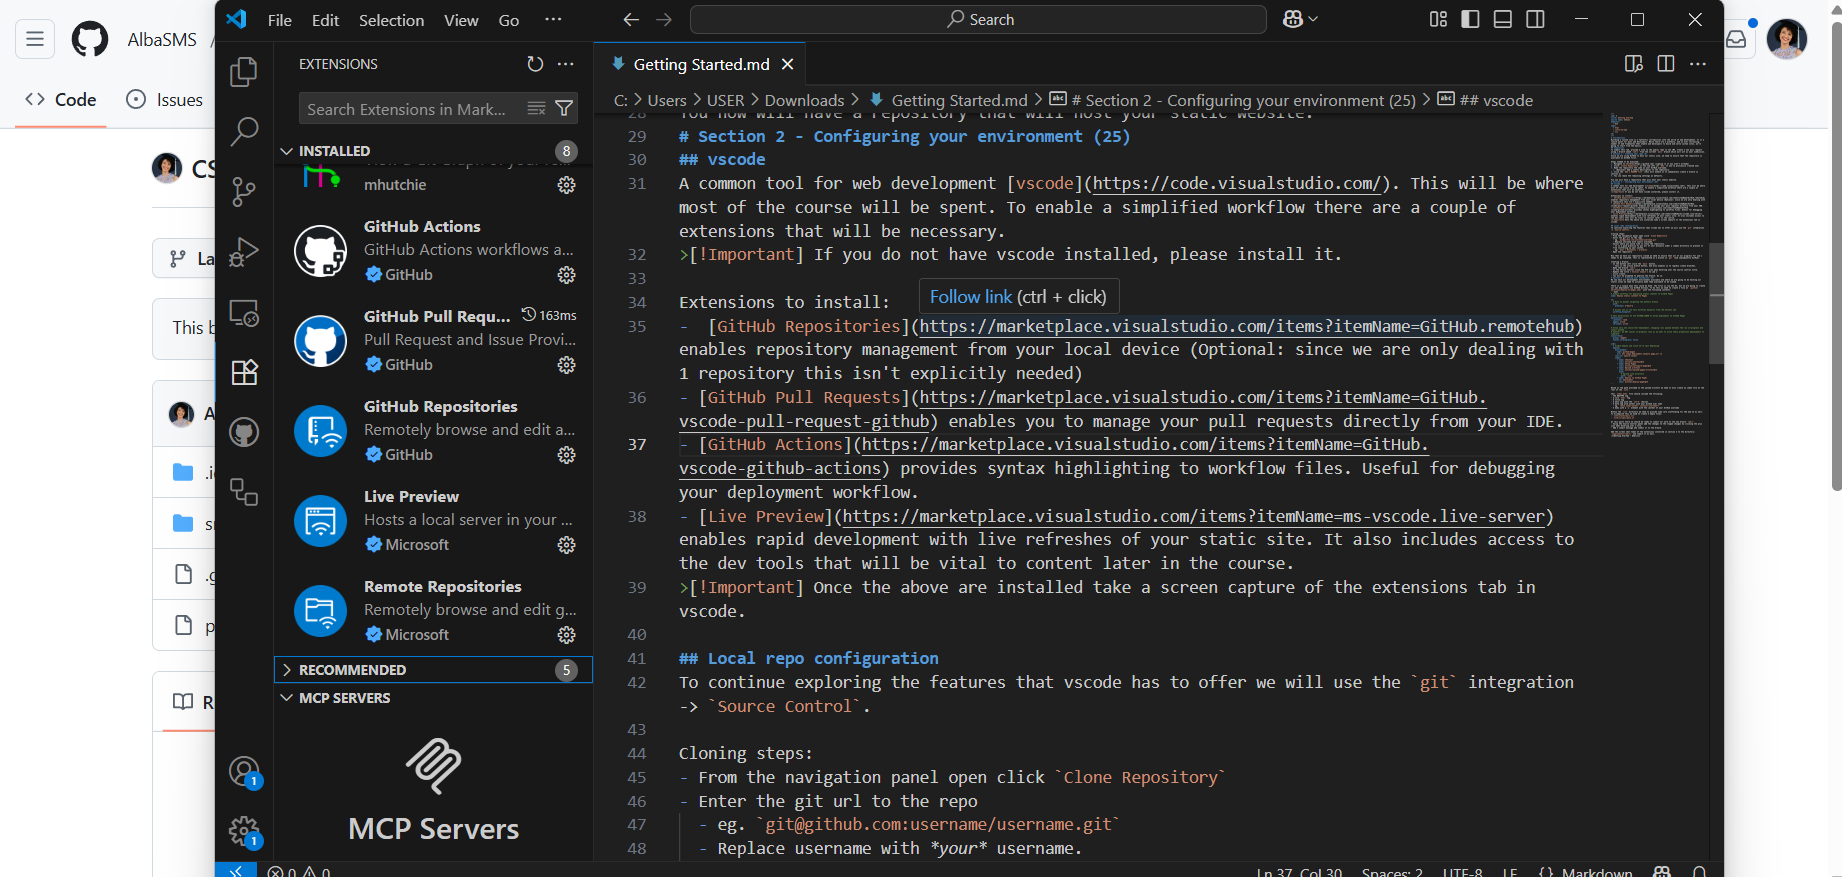 AlbaSMS /
File Edit Selection View Go ···
Search
Code
Issues
CS
La
This b
A
.i
s
.g
p
R
EXTENSIONS
Search Extensions in Mark...
INSTALLED 8
mhutchie
GitHub Actions
GitHub Actions workflows a...
GitHub
GitHub Pull Requ... 163ms
Pull Request and Issue Provi...
GitHub
GitHub Repositories
Remotely browse and edit a...
GitHub
Live Preview
Hosts a local server in your ...
Microsoft
Remote Repositories
Remotely browse and edit g...
Microsoft
RECOMMENDED 5
MCP SERVERS
MCP Servers
1
1
Getting Started.md
C: > Users > USER > Downloads > Getting Started.md > # Section 2 - Configuring your environment (25) > ## vscode
28 You now will have a repository that will host your static website.
29 # Section 2 - Configuring your environment (25)
30 ## vscode
31 A common tool for web development [vscode](https://code.visualstudio.com/). This will be where
most of the course will be spent. To enable a simplified workflow there are a couple of
extensions that will be necessary.
32 >[!Important] If you do not have vscode installed, please install it.
33
Follow link (ctrl + click)
34 Extensions to install:
35 -  [GitHub Repositories](https://marketplace.visualstudio.com/items?itemName=GitHub.remotehub)
enables repository management from your local device (Optional: since we are only dealing with
1 repository this isn't explicitly needed)
36 - [GitHub Pull Requests](https://marketplace.visualstudio.com/items?itemName=GitHub.
vscode-pull-request-github) enables you to manage your pull requests directly from your IDE.
37 - [GitHub Actions](https://marketplace.visualstudio.com/items?itemName=GitHub.
vscode-github-actions) provides syntax highlighting to workflow files. Useful for debugging
your deployment workflow.
38 - [Live Preview](https://marketplace.visualstudio.com/items?itemName=ms-vscode.live-server)
enables rapid development with live refreshes of your static site. It also includes access to
the dev tools that will be vital to content later in the course.
39 >[!Important] Once the above are installed take a screen capture of the extensions tab in
vscode.
40
41 ## Local repo configuration
42 To continue exploring the features that vscode has to offer we will use the `git` integration
-> `Source Control`.
43
44 Cloning steps:
45 - From the navigation panel open click `Clone Repository`
46 - Enter the git url to the repo
47 - eg. `git@github.com:username/username.git`
48 - Replace username with *your* username.
0 0
Ln 37, Col 30 Spaces: 2 UTF-8 LF {} Markdown